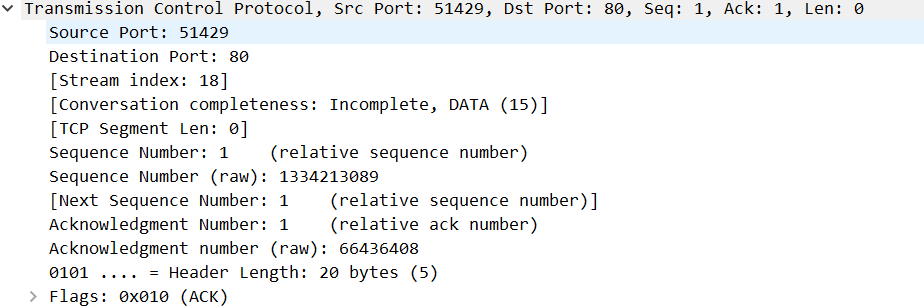 Transmission Control Protocol, Src Port: 51429, Dst Port: 80, Seq: 1, Ack: 1, Len: 0
Source Port: 51429
Destination Port: 80
[Stream index: 18]
[Conversation completeness: Incomplete, DATA (15)]
[TCP Segment Len: 0]
Sequence Number: 1    (relative sequence number)
Sequence Number (raw): 1334213089
[Next Sequence Number: 1    (relative sequence number)]
Acknowledgment Number: 1    (relative ack number)
Acknowledgment number (raw): 66436408
0101 .... = Header Length: 20 bytes (5)
Flags: 0x010 (ACK)